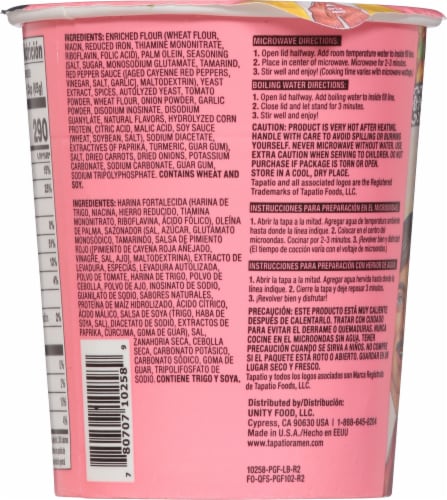 INGREDIENTS: ENRICHED FLOUR (WHEAT FLOUR,
NIACIN, REDUCED IRON, THIAMINE MONONITRATE,
RIBOFLAVIN, FOLIC ACID), PALM OLEIN, SEASONING
(SALT, SUGAR, MONOSODIUM GLUTAMATE, TAMARIND,
RED PEPPER SAUCE (AGED CAYENNE RED PEPPERS,
VINEGAR, SALT, GARLIC), MALTODEXTRIN), YEAST
EXTRACT, SPICES, AUTOLYZED YEAST, TOMATO
POWDER, WHEAT FLOUR, ONION POWDER, GARLIC
POWDER, DISODIUM INOSINATE, DISODIUM
GUANYLATE, NATURAL FLAVORS, HYDROLYZED CORN
PROTEIN, CITRIC ACID, MALIC ACID, SOY SAUCE
(WHEAT, SOYBEAN, SALT), SODIUM DIACETATE,
EXTRACTIVES OF PAPRIKA, TURMERIC, GUAR GUM),
SALT, DRIED CARROTS, DRIED ONIONS, POTASSIUM
CARBONATE, SODIUM CARBONATE, GUAR GUM,
SODIUM TRIPOLYPHOSPHATE. CONTAINS WHEAT AND
SOY.
INGREDIENTES: HARINA FORTALECIDA (HARINA DE
TRIGO, NIACINA, HIERRO REDUCIDO, TIAMINA
MONONITRATO, RIBOFLAVINA, ÁCIDO FÓLICO), OLEÍNA
DE PALMA, SAZONADOR (SAL, AZÚCAR, GLUTAMATO
MONOSÓDICO, TAMARINDO, SALSA DE PIMIENTO
ROJO (PIMIENTO DE CAYENA ROJO AÑEJADO,
VINAGRE, SAL, AJO), MALTODEXTRINA), EXTRACTO DE
LEVADURA, ESPECIAS, LEVADURA AUTOLIZADA,
POLVO DE TOMATE, HARINA DE TRIGO, POLVO DE
CEBOLLA, POLVO DE AJO, INOSINATO DE SODIO,
GUANILATO DE SODIO, SABORES NATURALES,
PROTEÍNA DE MAÍZ HIDROLIZADO, ÁCIDO CÍTRICO,
ÁCIDO MÁLICO, SALSA DE SOYA (TRIGO, HABA DE
SOYA, SAL), DIACETATO DE SODIO, EXTRACTOS DE
PAPRIKA, CÚRCUMA, GOMA DE GUAR), SAL,
ZANAHORIA SECA, CEBOLLA
SECA, CARBONATO POTÁSICO,
CARBONATO SÓDICO, GOMA DE
GUAR, TRIPOLIFOSFATO DE
SODIO. CONTIENE TRIGO Y SOYA.
7 80707 10258 9
290
MICROWAVE DIRECTIONS:
1. Open lid halfway. Add room temperature water to inside fill line.
2. Place in center of microwave. Microwave for 2-3 minutes.
3. Stir well and enjoy! (Cooking time varies with microwave wattages)
BOILING WATER DIRECTIONS:
1. Open lid halfway. Add boiling water to inside fill line.
2. Close lid and let stand for 3 minutes.
3. Stir well and enjoy!
CAUTION: PRODUCT IS VERY HOT AFTER HEATING.
HANDLE WITH CARE TO AVOID SPILLING OR BURNING
YOURSELF. NEVER MICROWAVE WITHOUT WATER. USE
EXTRA CAUTION WHEN SERVING TO CHILDREN. DO NOT
PURCHASE IF PACKAGE IS TORN OR OPEN.
STORE IN A COOL, DRY PLACE.
Tapatio and all associated logos are the Registered
Trademarks of Tapatio Foods, LLC.
INSTRUCCIONES PARA PREPARACIÓN EN EL MICROONDAS
1. Abrir la tapa a la mitad. Agregar agua de temperatura ambiente
hasta donde la línea indique. 2. Colocar en el centro del
microondas. Cocinar por 2-3 minutos. 3. ¡Revolver bien y disfrutar!
(El tiempo de cocción varía con el voltaje de microondas).
INSTRUCCIONES PARA PREPARACIÓN CON HERVOR DE AGUA
1. Abrir la tapa a la mitad. Agregar agua hervida hasta donde la
línea indique. 2. Cierre la tapa y deje reposar 3 minutos.
3. ¡Revolver bien y disfrutar!
PRECAUCIÓN: ESTE PRODUCTO ESTÁ MUY CALIENTE
DESPUÉS DE CALENTARLO. TRATAR CON CUIDADO
PARA EVITAR EL DERRAME O QUEMADURAS. NUNCA
COCINE EN EL MICROONDAS SIN AGUA. TENER
PRECAUCIÓN CUANDO SE SIRVA A NIÑOS. NO COMPRE
SI EL PAQUETE ESTÁ ROTO O ABIERTO. GUARDAR EN UN
LUGAR SECO Y FRESCO.
Tapatio y todos los logos asociados son Marca Registrada
de Tapatio Foods, LLC.
Distributed by/Distribución:
UNITY FOOD, LLC.
Cypress, CA 90630 USA | 1-888-645-8204
Made in U.S.A./Hecho en EEUU
www.tapatioramen.com
10258-PGF-LB-R2
FO-QFS-PGF102-R2